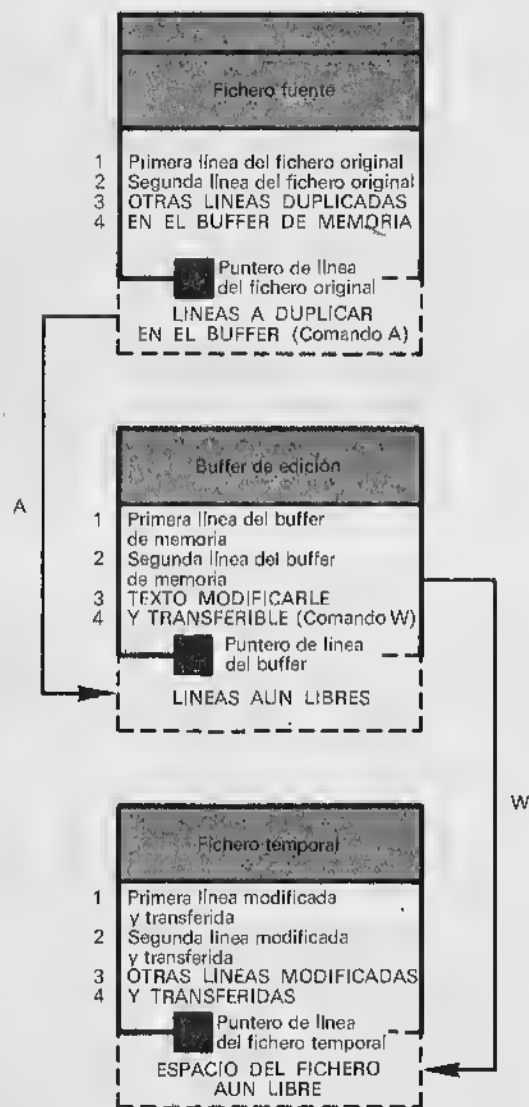 Fichero fuente
1 Primera línea del fichero original
2 Segunda línea del fichero original
3 OTRAS LINEAS DUPLICADAS
4 EN EL BUFFER DE MEMORIA
Puntero de línea
del fichero original
LINEAS A DUPLICAR
EN EL BUFFER (Comando A)
A
Buffer de edición
1 Primera línea del buffer
de memoria
2 Segunda línea del buffer
de memoria
3 TEXTO MODIFICARLE
4 Y TRANSFERIBLE (Comando W)
Puntero de línea
del buffer
LINEAS AUN LIBRES
W
Fichero temporal
1 Primera línea modificada
y transferida
2 Segunda línea modificada
y transferida
3 OTRAS LINEAS MODIFICADAS
4 Y TRANSFERIDAS
Puntero de línea
del fichero temporal
ESPACIO DEL FICHERO
AUN LIBRE